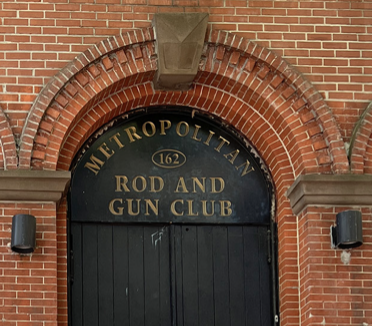 METROPOLITAN
162
ROD AND
GUN CLUB